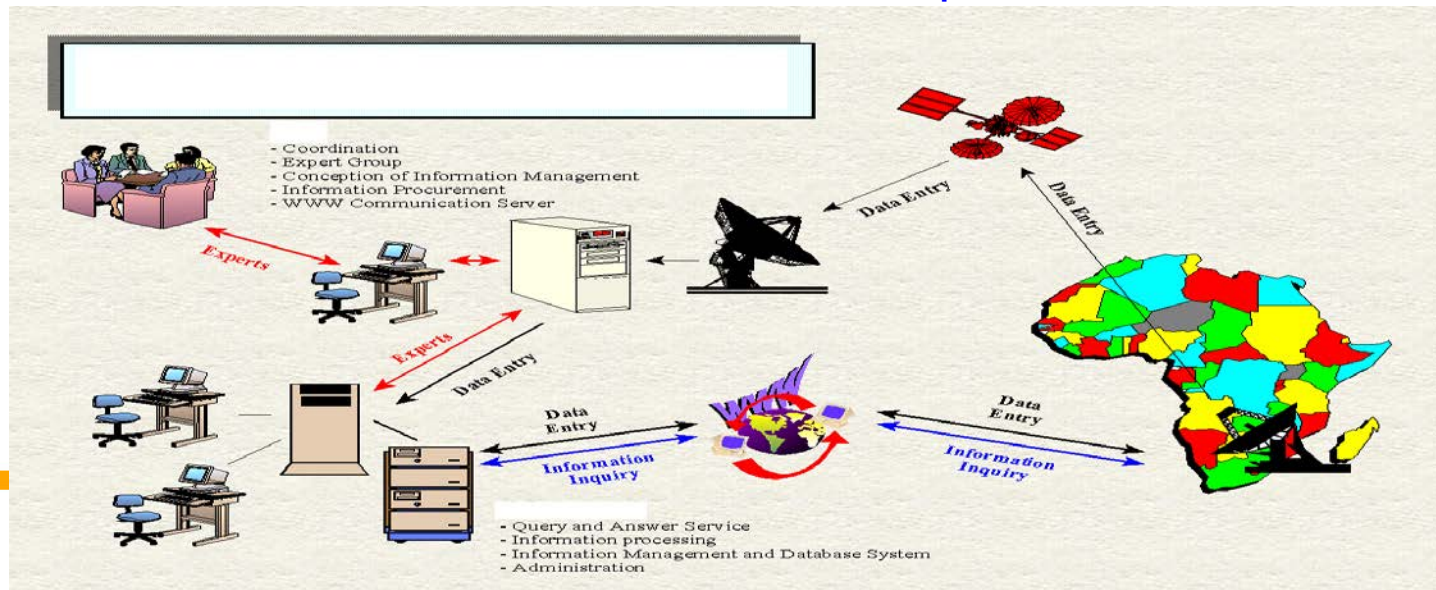 - Coordination
- Expert Group
- Conception of Information Management
- Information Procurement
- WWW Communication Server
Data Entry
Data Entry
Experts
Experts
Data Entry
WWW
Data
Entry
Information
Inquiry
Data
Entry
Information
Inquiry
- Query and Answer Service
- Information processing
- Information Management and Database System
- Administration